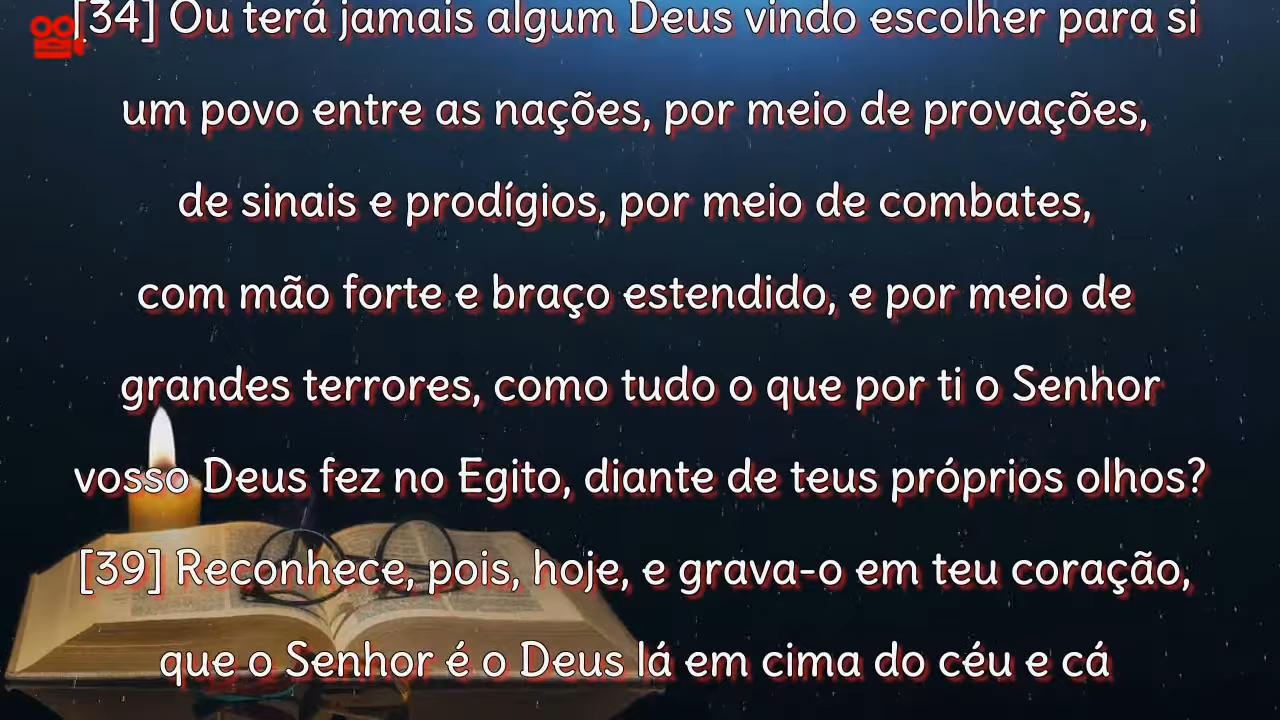 [34] Ou terá jamais algum Deus vindo escolher para si
um povo entre as nações, por meio de provações,
de sinais e prodígios, por meio de combates,
com mão forte e braço estendido, e por meio de
grandes terrores, como tudo o que por ti o Senhor
vosso Deus fez no Egito, diante de teus próprios olhos?
[39] Reconhece, pois, hoje, e grava-o em teu coração,
que o Senhor é o Deus lá em cima do céu e cá